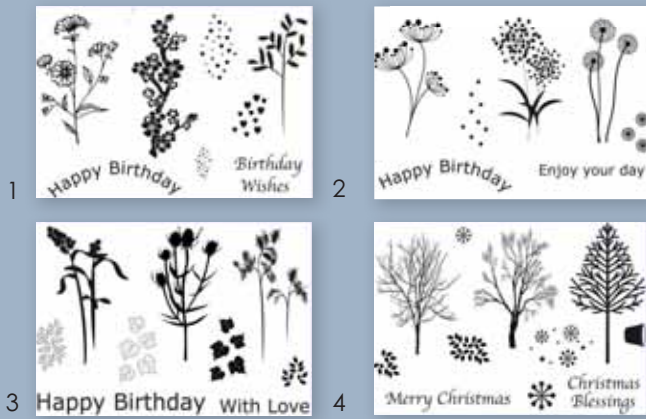 1
Happy Birthday
Birthday
Wishes
2
Happy Birthday
Enjoy your day
3
Happy Birthday
With Love
4
Merry Christmas
Christmas
Blessings